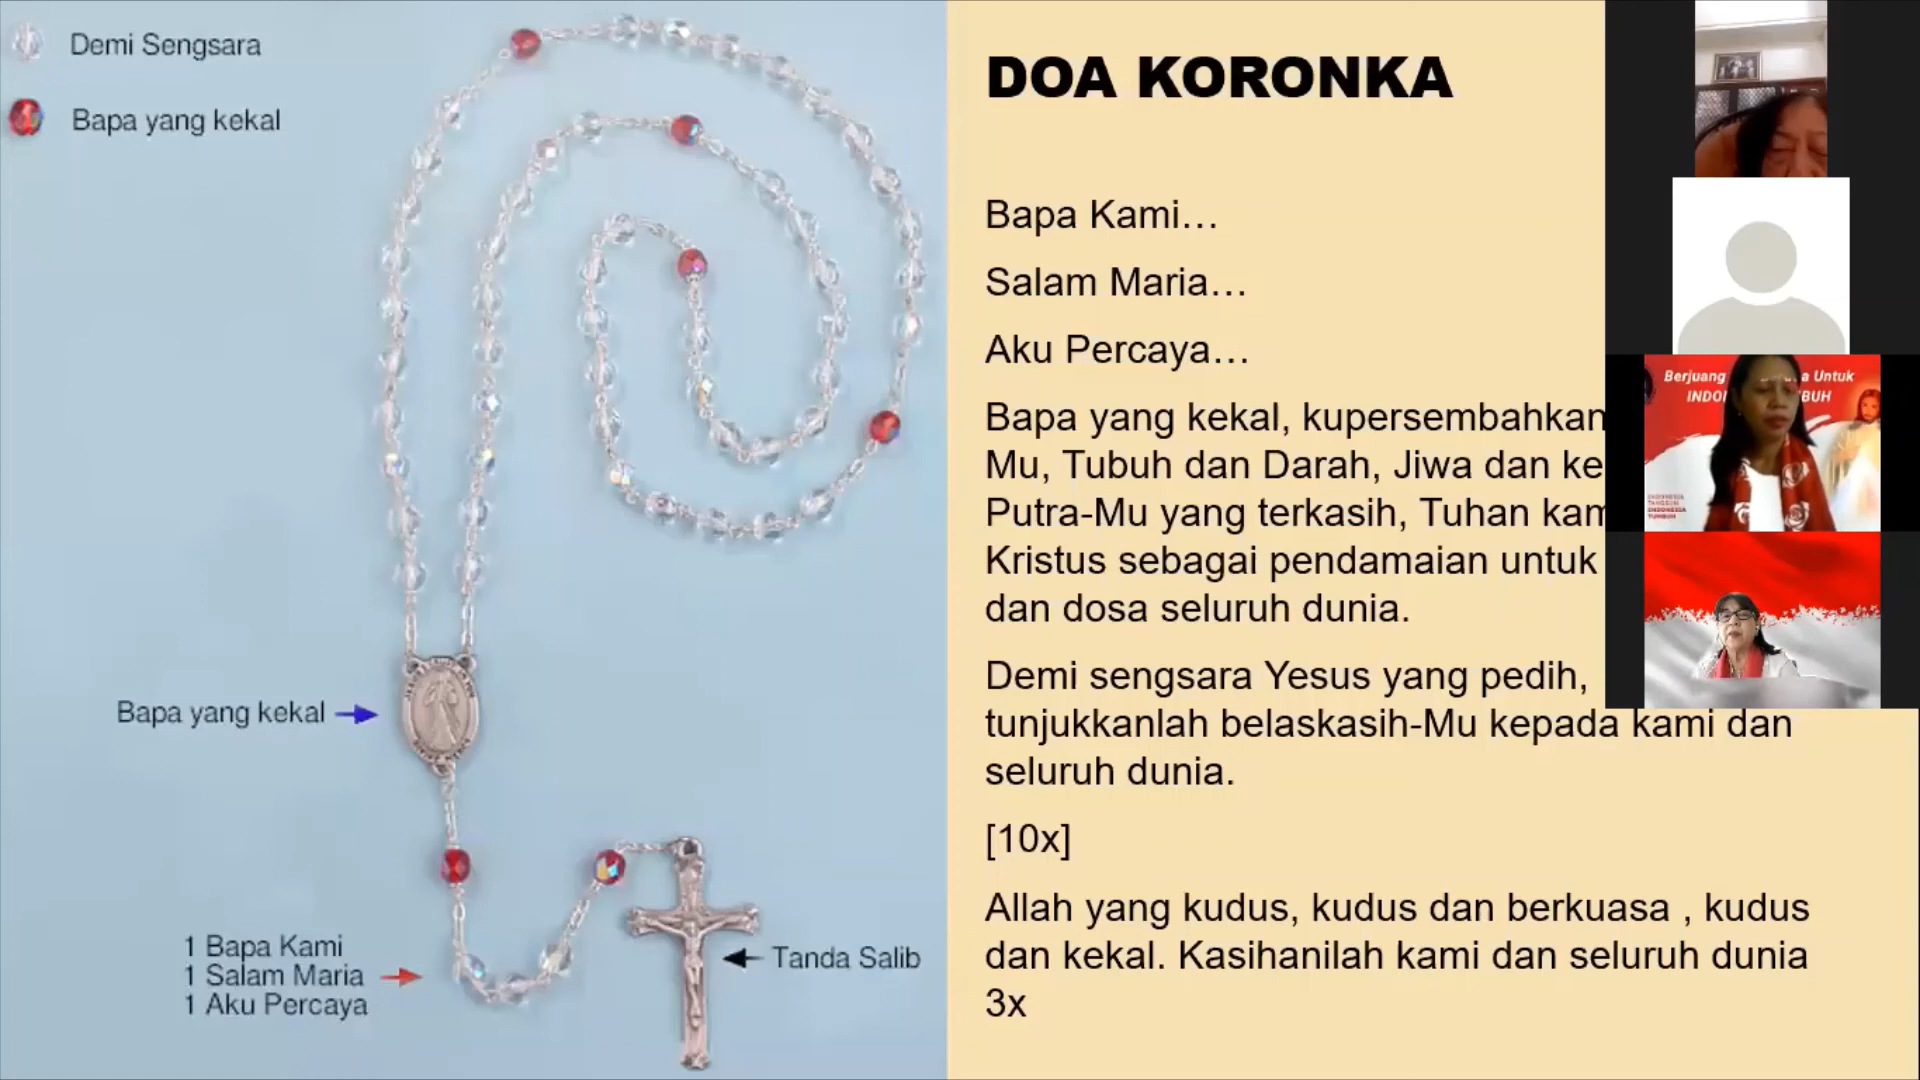 Demi Sengsara
Bapa yang kekal
Bapa yang kekal
1 Bapa Kami
1 Salam Maria
1 Aku Percaya
Tanda Salib
DOA KORONKA
Bapa Kami…
Salam Maria…
Aku Percaya…
Bapa yang kekal, kupersembahkan
Mu, Tubuh dan Darah, Jiwa dan ke
Putra-Mu yang terkasih, Tuhan kam
Kristus sebagai pendamaian untuk
dan dosa seluruh dunia.
Demi sengsara Yesus yang pedih,
tunjukkanlah belaskasih-Mu kepada kami dan
seluruh dunia.
[10x]
Allah yang kudus, kudus dan berkuasa , kudus
dan kekal. Kasihanilah kami dan seluruh dunia
3x
Berjuang a Untuk
INDO BUH
INDONESIA
TANGGUH
INDONESIA
TUMBUH